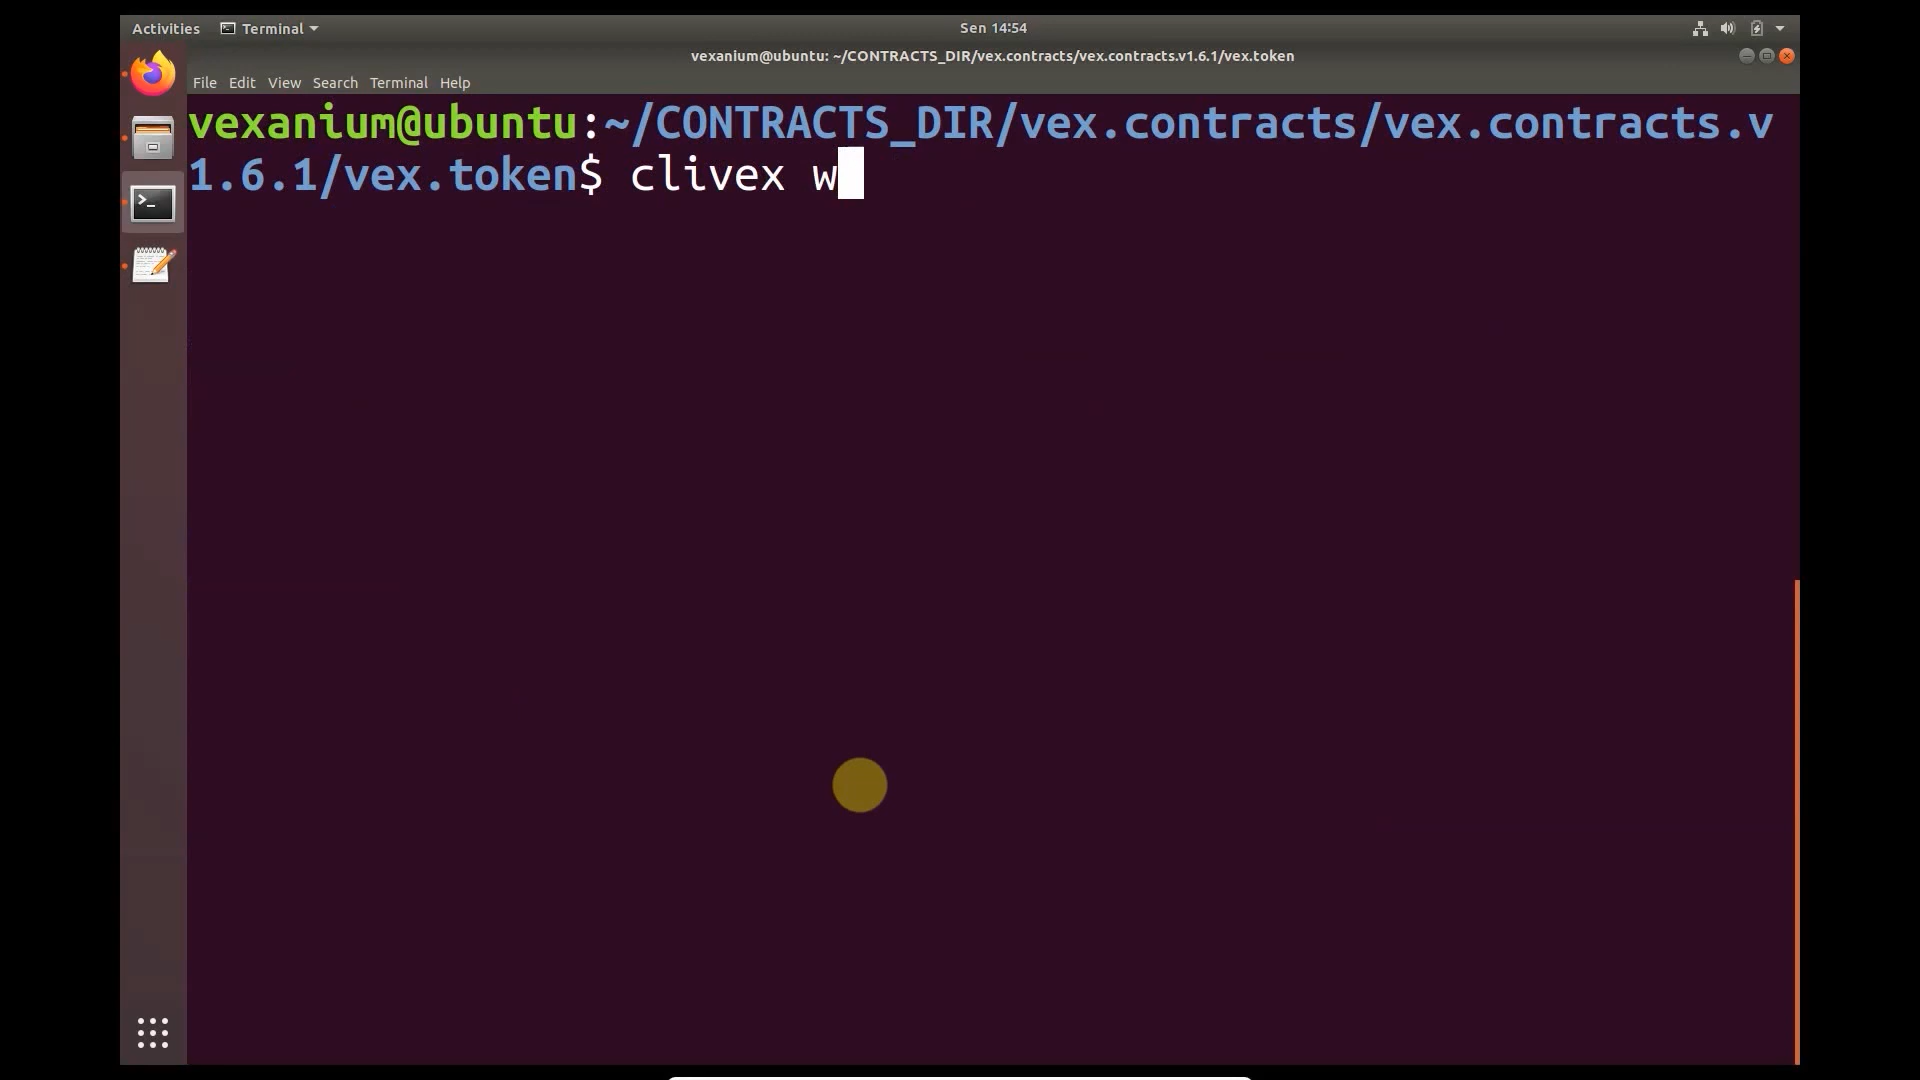 Activities Terminal Sen 14:54
vexanium@ubuntu: ~/CONTRACTS_DIR/vex.contracts/vex.contracts.v1.6.1/vex.token
File Edit View Search Terminal Help
vexanium@ubuntu:~/CONTRACTS_DIR/vex.contracts/vex.contracts.v
1.6.1/vex.token$ clivex w